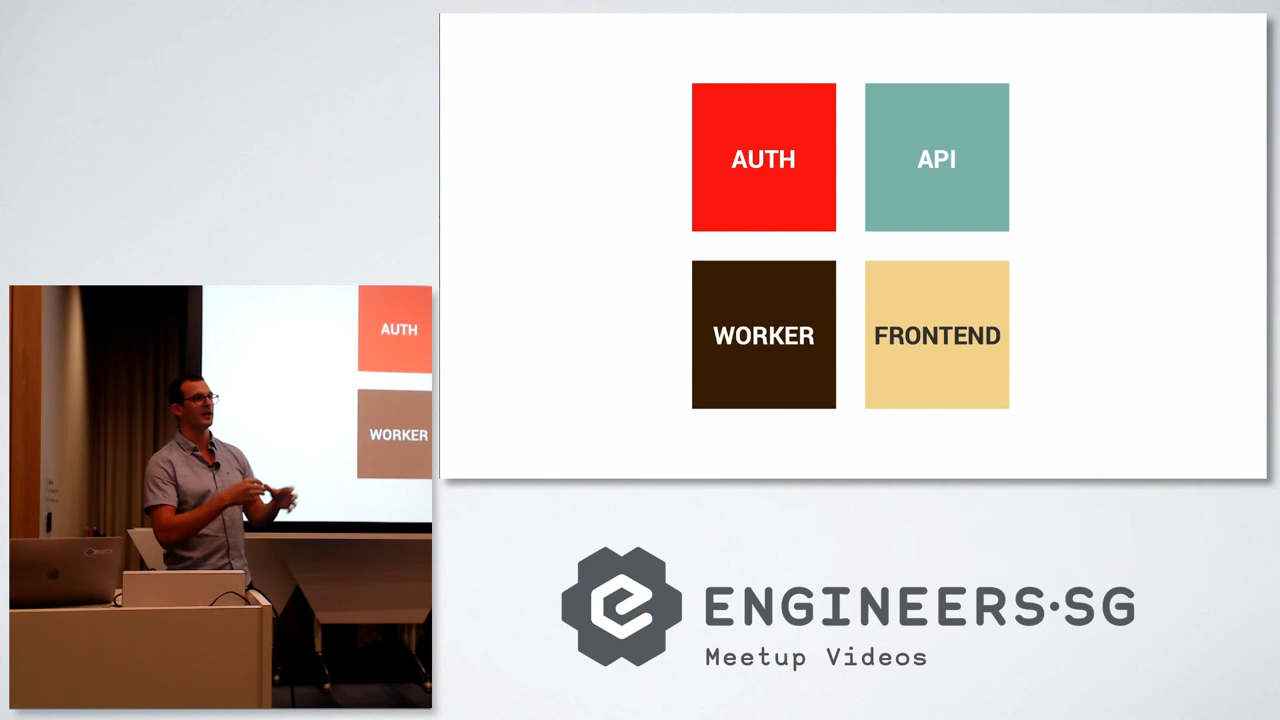 AUTH
API
WORKER
FRONTEND
AUTH
WORKER
ENGINEERS·SG
Meetup Videos